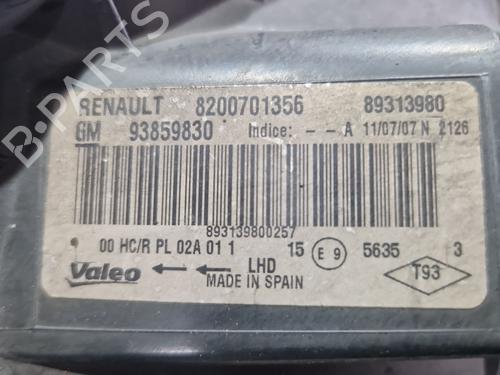 B-PARTS
RENAULT 8200701356 89313980
GM 93859830 Indice: - - A 11/07/07 N 2126
893139800257
00 HC/R PL 02A 01 1 15 E 9 5635 3
Valeo LHD T93
MADE IN SPAIN